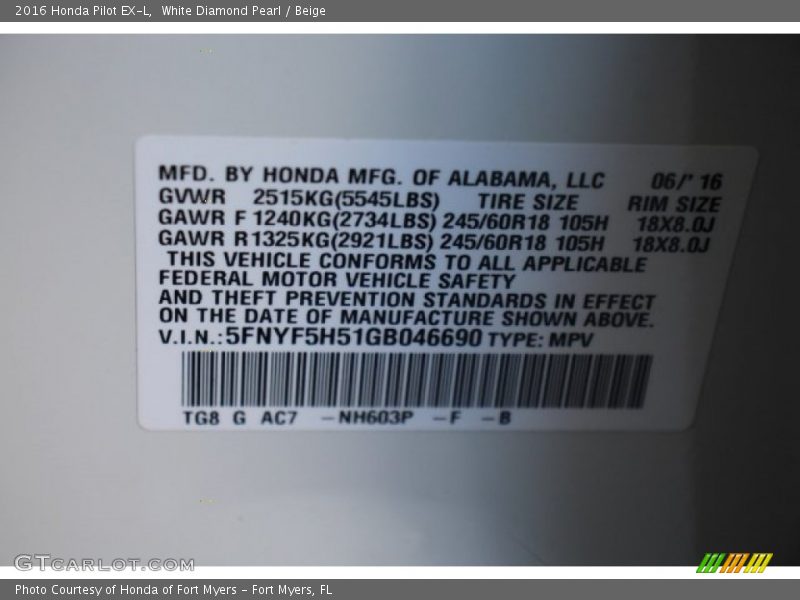 2016 Honda Pilot EX-L, White Diamond Pearl / Beige
MFD. BY HONDA MFG. OF ALABAMA, LLC 06/' 16
GVWR 2515KG(5545LBS) TIRE SIZE RIM SIZE
GAWR F 1240KG(2734LBS) 245/60R18 105H 18X8.0J
GAWR R1325KG(2921LBS) 245/60R18 105H 18X8.0J
THIS VEHICLE CONFORMS TO ALL APPLICABLE
FEDERAL MOTOR VEHICLE SAFETY
AND THEFT PREVENTION STANDARDS IN EFFECT
ON THE DATE OF MANUFACTURE SHOWN ABOVE.
V.I.N.:5FNYF5H51GB046690 TYPE: MPV
TG8 G AC7 -NH603P -F -B
GTCARLOT.COM
Photo Courtesy of Honda of Fort Myers - Fort Myers, FL